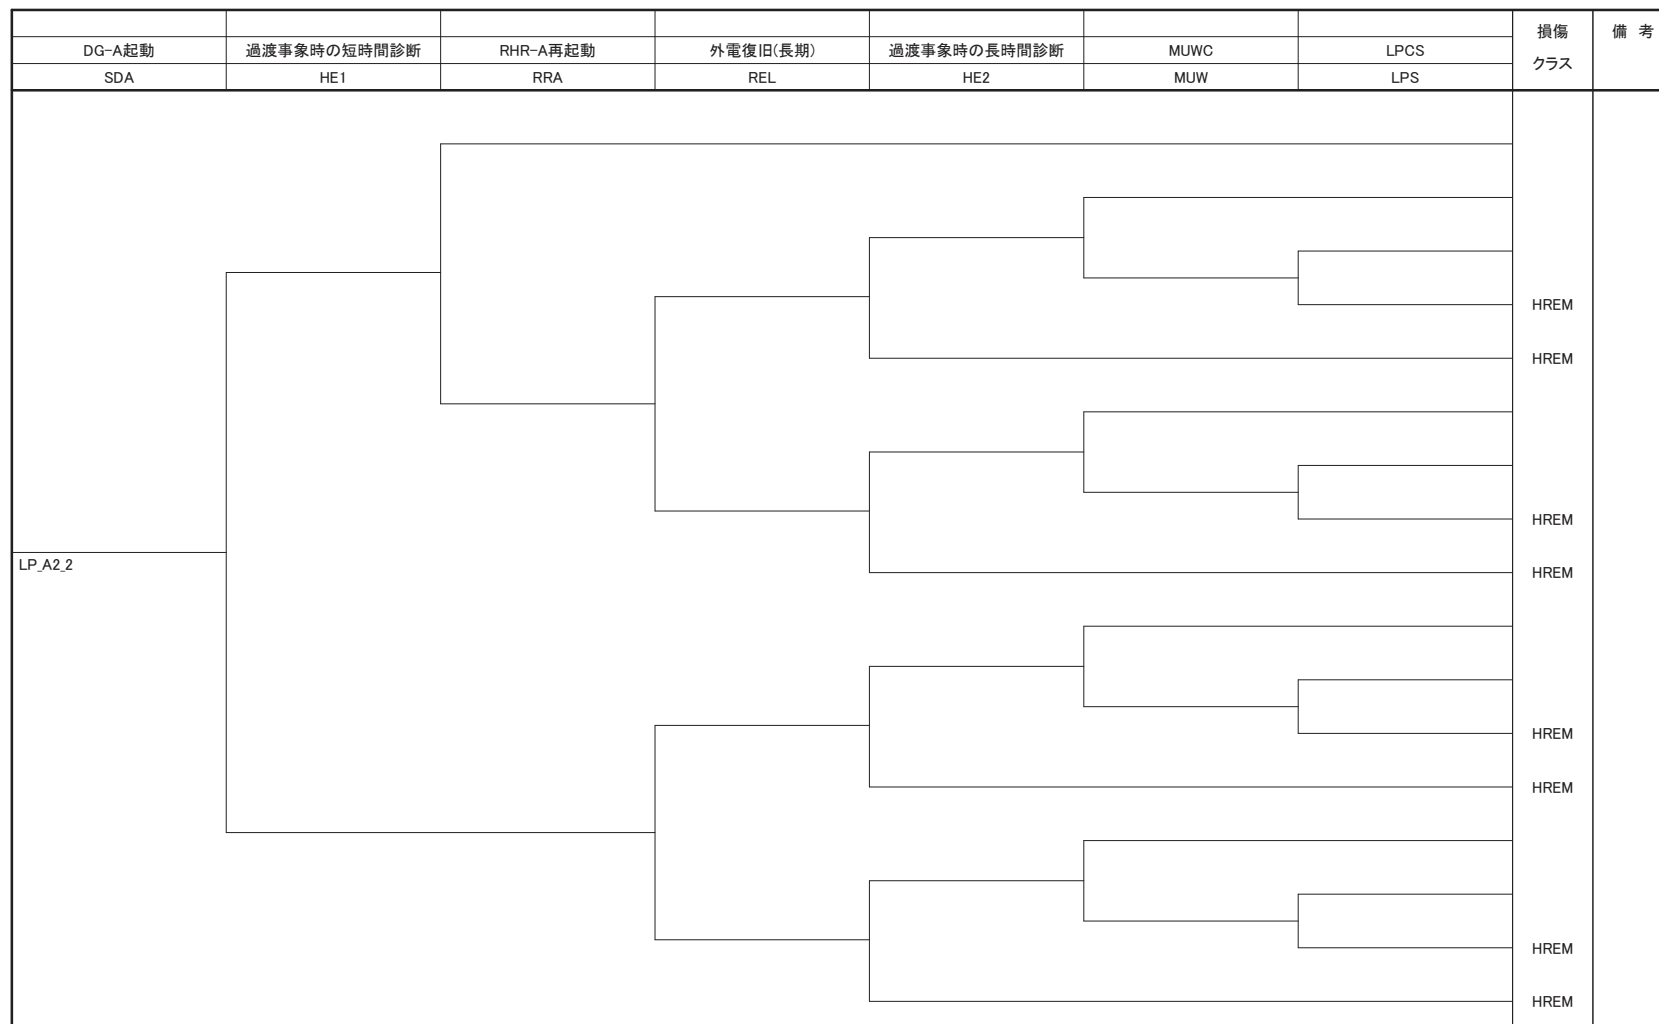 損傷
クラス
備 考
DG-A起動 過渡事象時の短時間診断 RHR-A再起動 外電復旧(長期) 過渡事象時の長時間診断 MUWC LPCS
SDA HE1 RRA REL HE2 MUW LPS
HREM
HREM
HREM
LP_A2_2
HREM
HREM
HREM
HREM
HREM